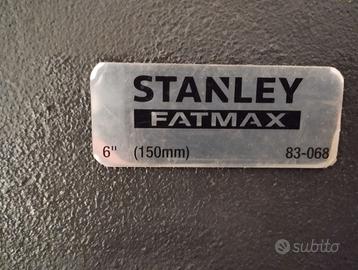 STANLEY
FATMAX
6" (150mm) 83-068
subito